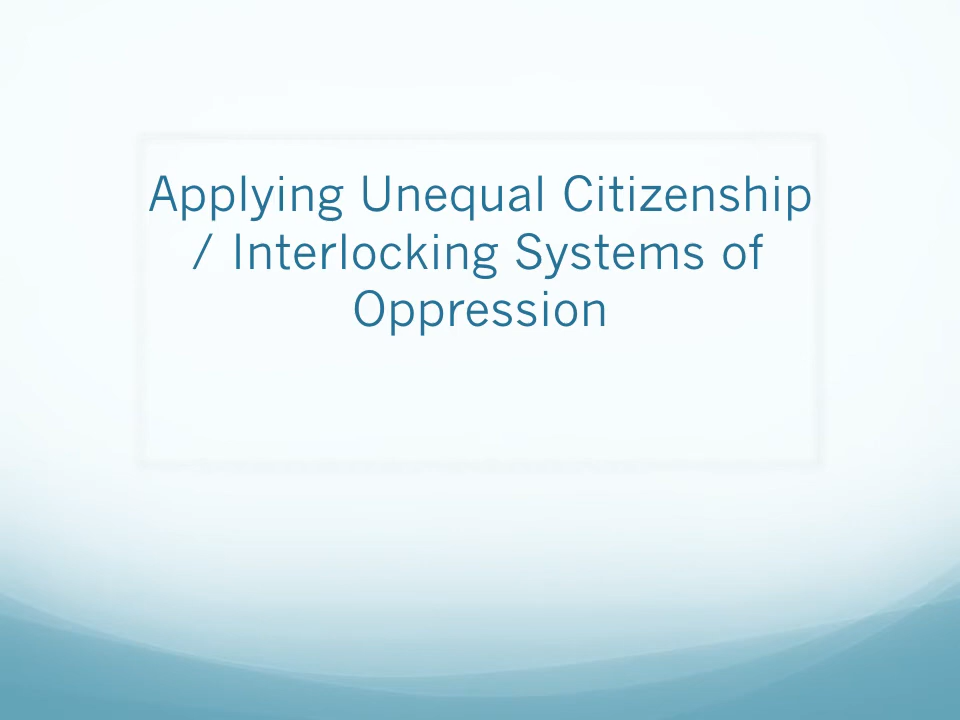 Applying Unequal Citizenship
/ Interlocking Systems of
Oppression